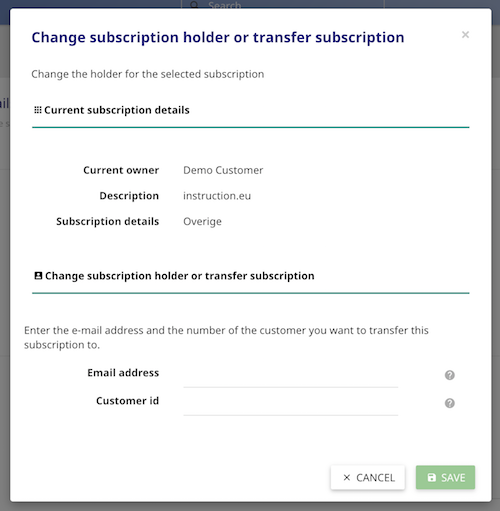 Search
Change subscription holder or transfer subscription
×
Change the holder for the selected subscription
Current subscription details
Current owner Demo Customer
Description instruction.eu
Subscription details Overige
Change subscription holder or transfer subscription
Enter the e-mail address and the number of the customer you want to transfer this
subscription to.
Email address ?
Customer id ?
× CANCEL SAVE